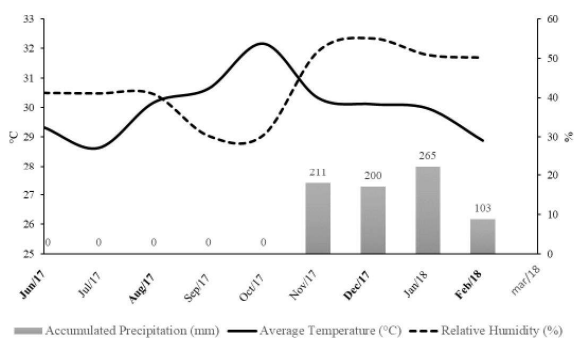 33
32
31
30
29
28
27
26
25
°C
60
50
40
30
20
10
0
%
0
0
0
0
0
211
200
265
103
Jun/17
Jul/17
Aug/17
Sep/17
Oct/17
Nov/17
Dec/17
Jan/18
Feb/18
mar/18
Accumulated Precipitation (mm) Average Temperature (°C) Relative Humidity (%)